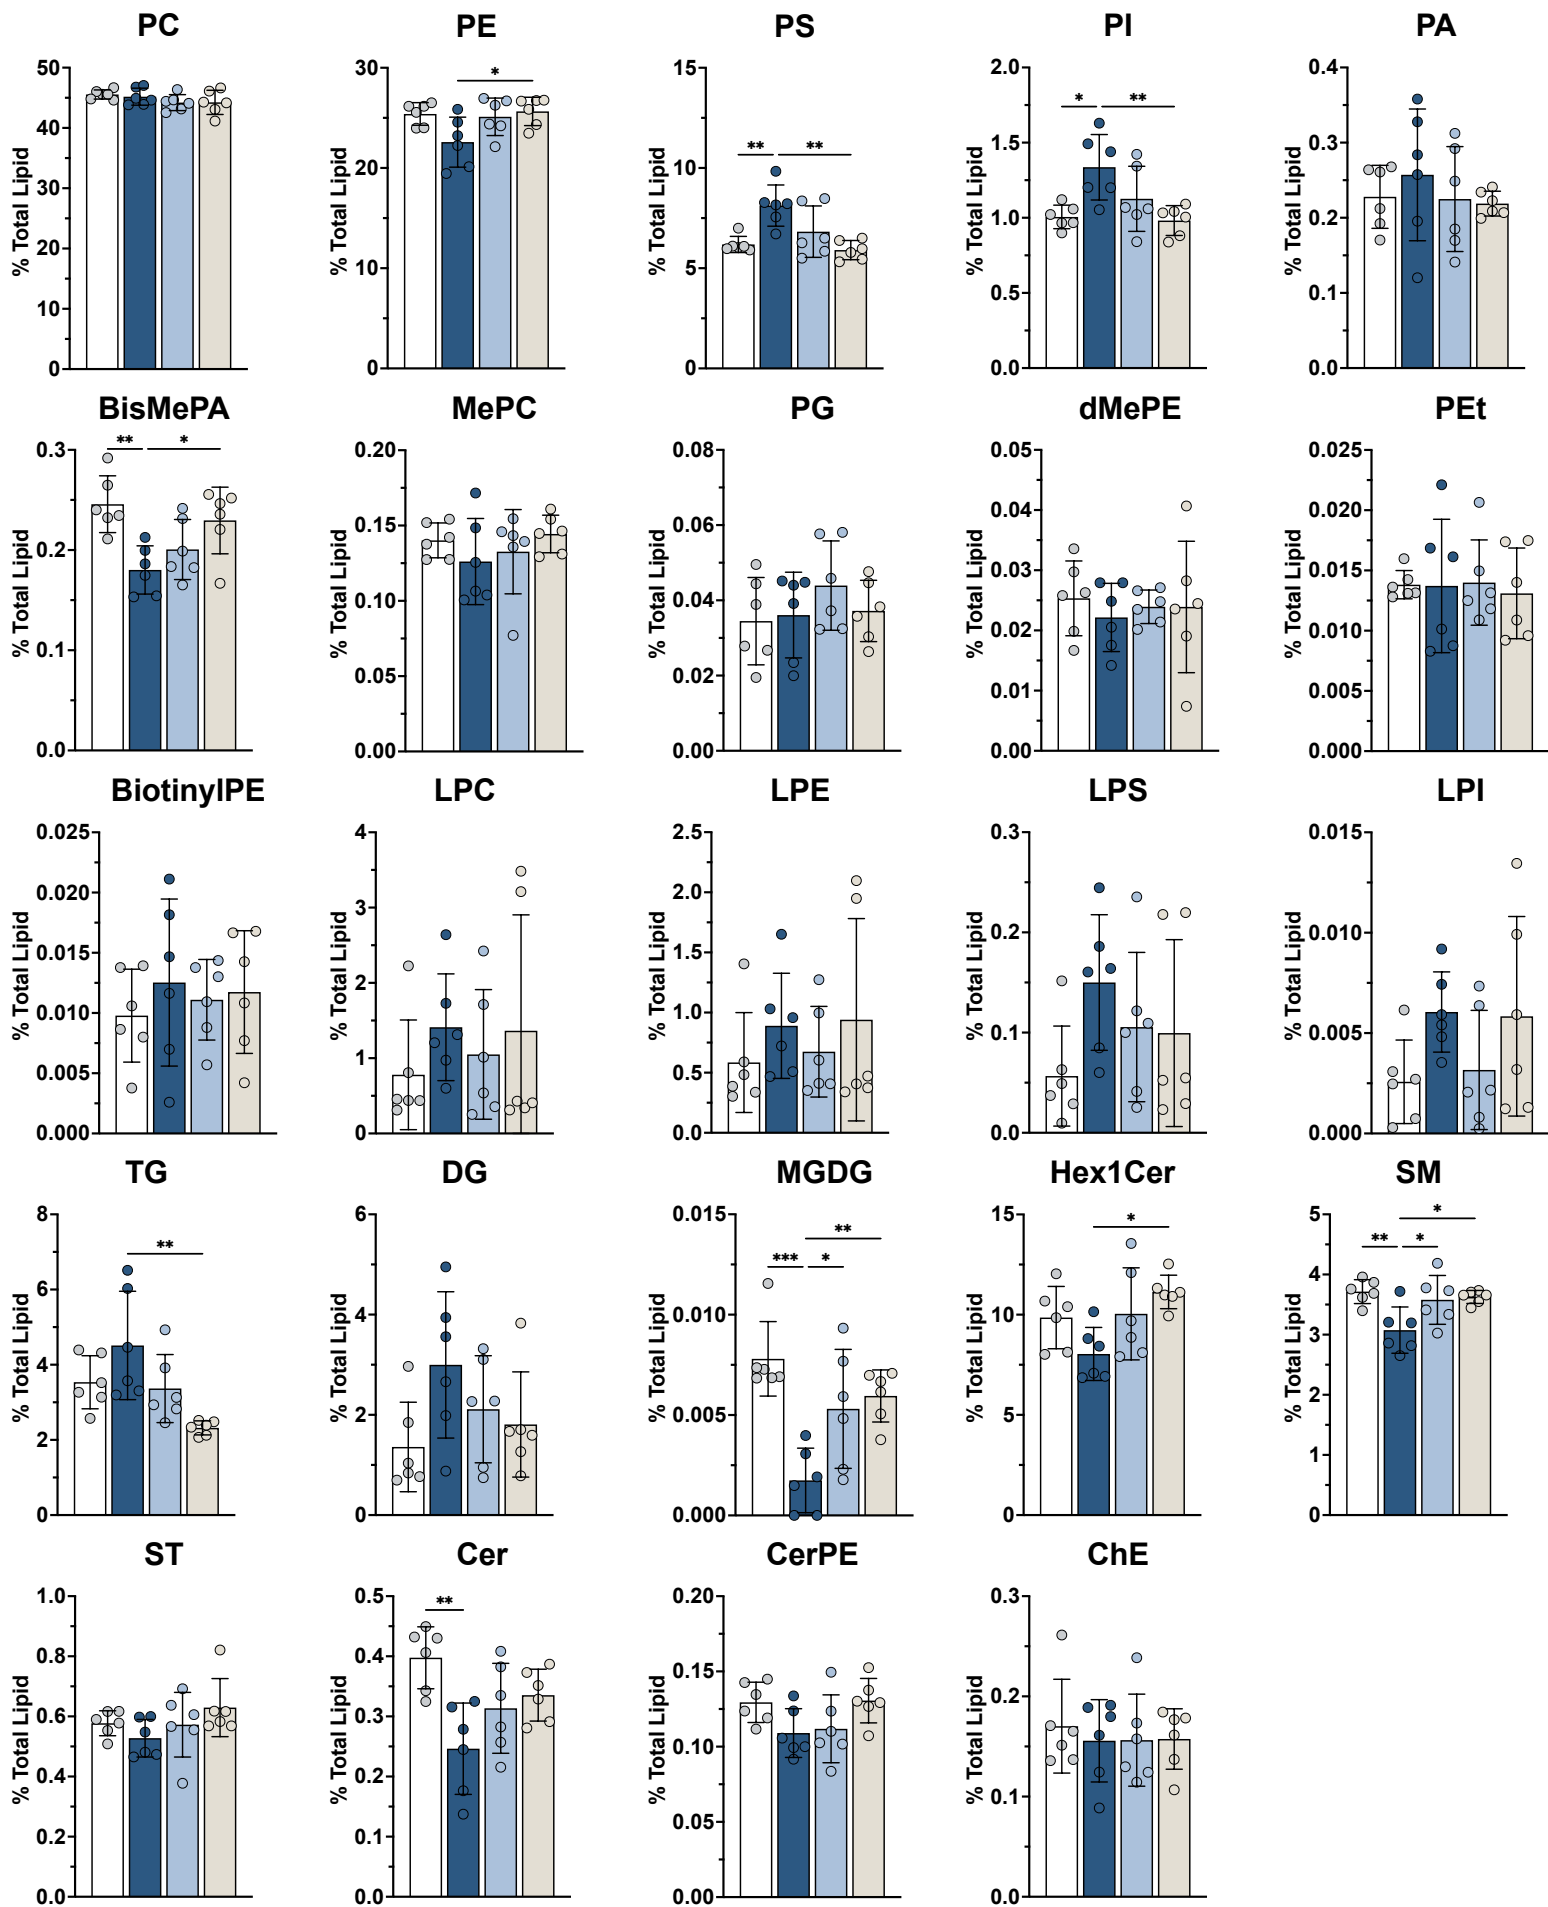 PC PE PS PI PA
% Total Lipid 50 40 30 20 10 0
% Total Lipid 30 20 10 0 *
% Total Lipid 15 10 5 0 ** **
% Total Lipid 2.0 1.5 1.0 0.5 0.0 * **
% Total Lipid 0.4 0.3 0.2 0.1 0.0
BisMePA MePC PG dMePE PEt
% Total Lipid 0.3 0.2 0.1 0.0 ** *
% Total Lipid 0.20 0.15 0.10 0.05 0.00
% Total Lipid 0.08 0.06 0.04 0.02 0.00
% Total Lipid 0.05 0.04 0.03 0.02 0.01 0.00
% Total Lipid 0.025 0.020 0.015 0.010 0.005 0.000
BiotinylPE LPC LPE LPS LPI
% Total Lipid 0.025 0.020 0.015 0.010 0.005 0.000
% Total Lipid 4 3 2 1 0
% Total Lipid 2.5 2.0 1.5 1.0 0.5 0.0
% Total Lipid 0.3 0.2 0.1 0.0
% Total Lipid 0.015 0.010 0.005 0.000
TG DG MGDG Hex1Cer SM
% Total Lipid 8 6 4 2 0 **
% Total Lipid 6 4 2 0
% Total Lipid 0.015 0.010 0.005 0.000 ** *** *
% Total Lipid 15 10 5 0 *
% Total Lipid 5 4 3 2 1 0 * ** *
ST Cer CerPE ChE
% Total Lipid 1.0 0.8 0.6 0.4 0.2 0.0
% Total Lipid 0.5 0.4 0.3 0.2 0.1 0.0 **
% Total Lipid 0.20 0.15 0.10 0.05 0.00
% Total Lipid 0.3 0.2 0.1 0.0